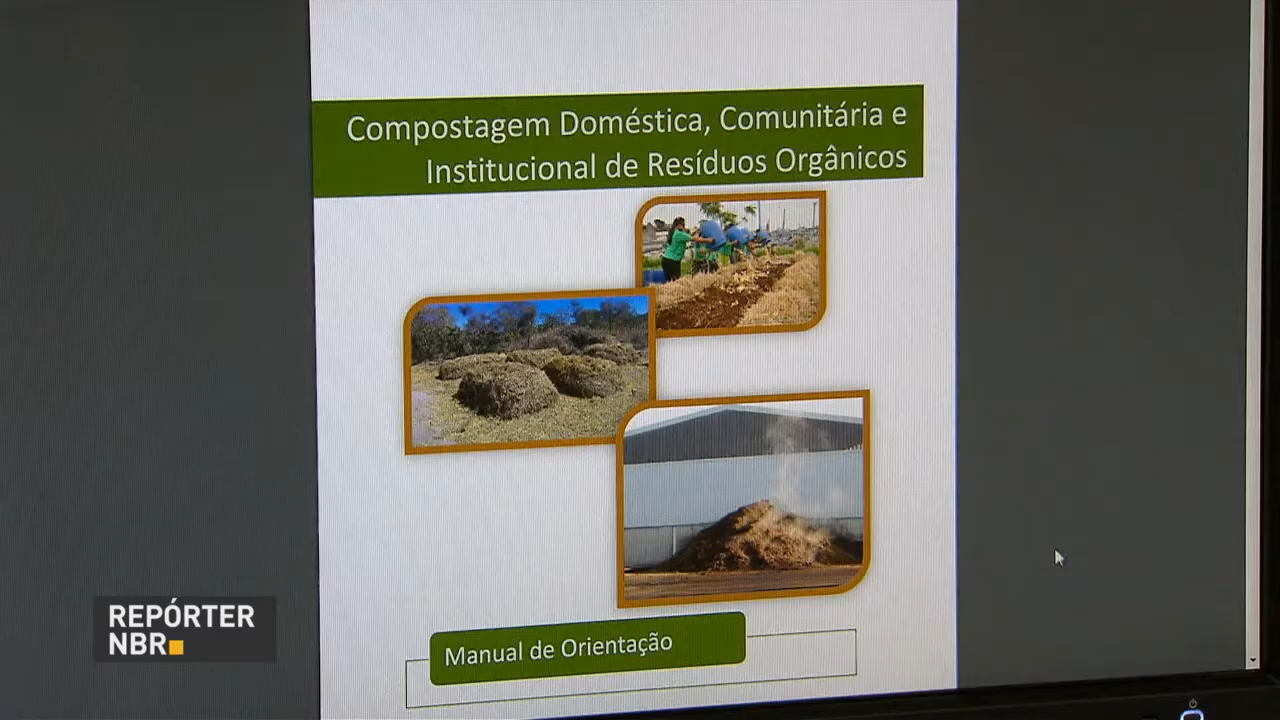 Compostagem Doméstica, Comunitária e
Institucional de Resíduos Orgânicos
Manual de Orientação
REPÓRTER
NBR